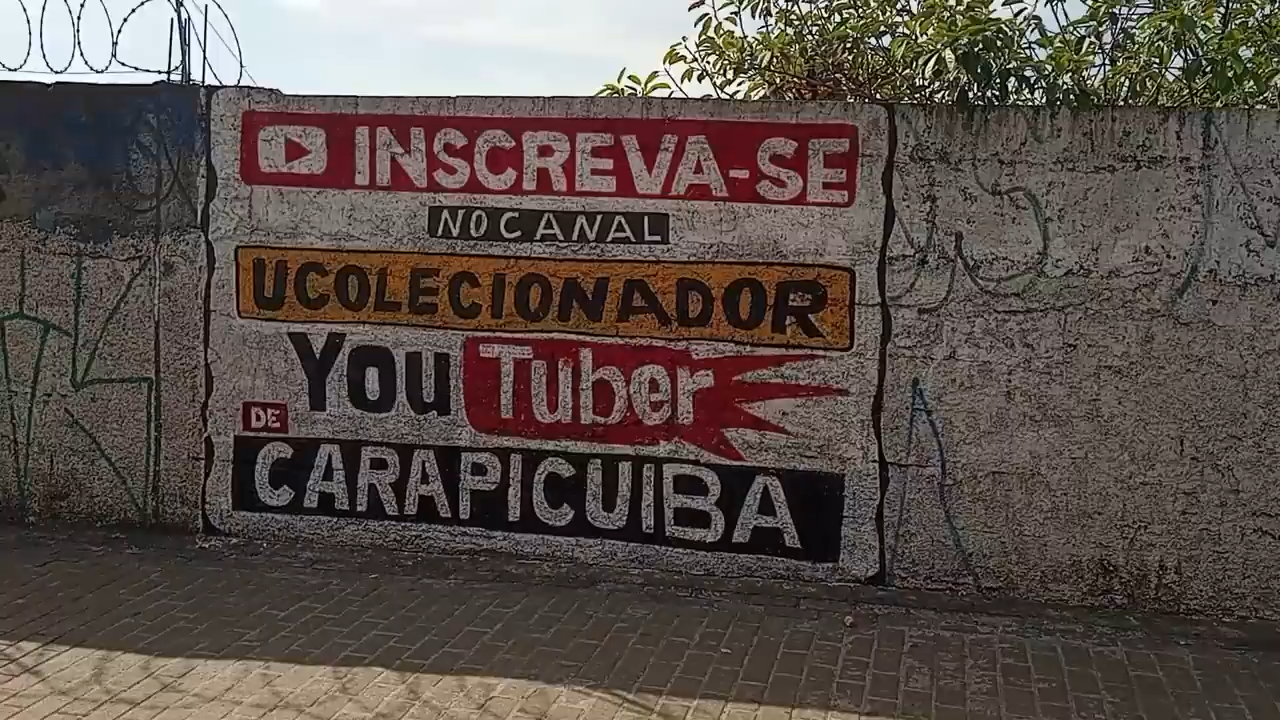 INSCREVA-SE
NO CANAL
UCOLECIONADOR
YouTuber
DE
CARAPICUIBA